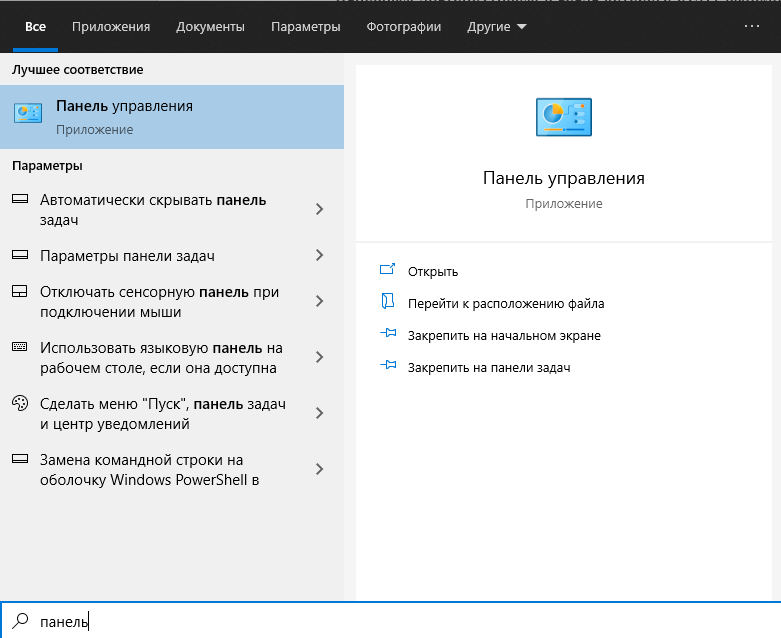 Все Приложения Документы Параметры Фотографии Другие ...
Лучшее соответствие
Панель управления
Приложение
Параметры
Автоматически скрывать панель
задач
Параметры панели задач
Отключать сенсорную панель при
подключении мыши
Использовать языковую панель на
рабочем столе, если она доступна
Сделать меню "Пуск", панель задач
и центр уведомлений
Замена командной строки на
оболочку Windows PowerShell в
Панель управления
Приложение
Открыть
Перейти к расположению файла
Закрепить на начальном экране
Закрепить на панели задач
панель